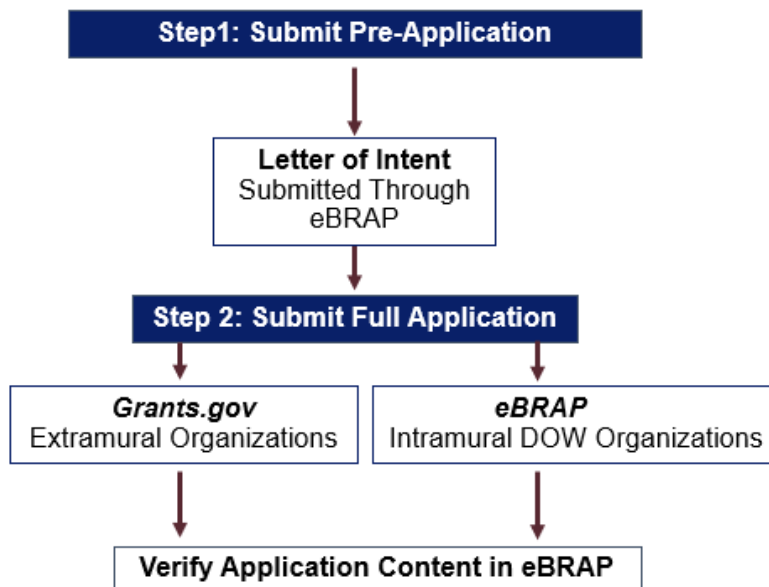 Step1: Submit Pre-Application
Letter of Intent
Submitted Through
eBRAP
Step 2: Submit Full Application
Grants.gov
Extramural Organizations
eBRAP
Intramural DOW Organizations
Verify Application Content in eBRAP